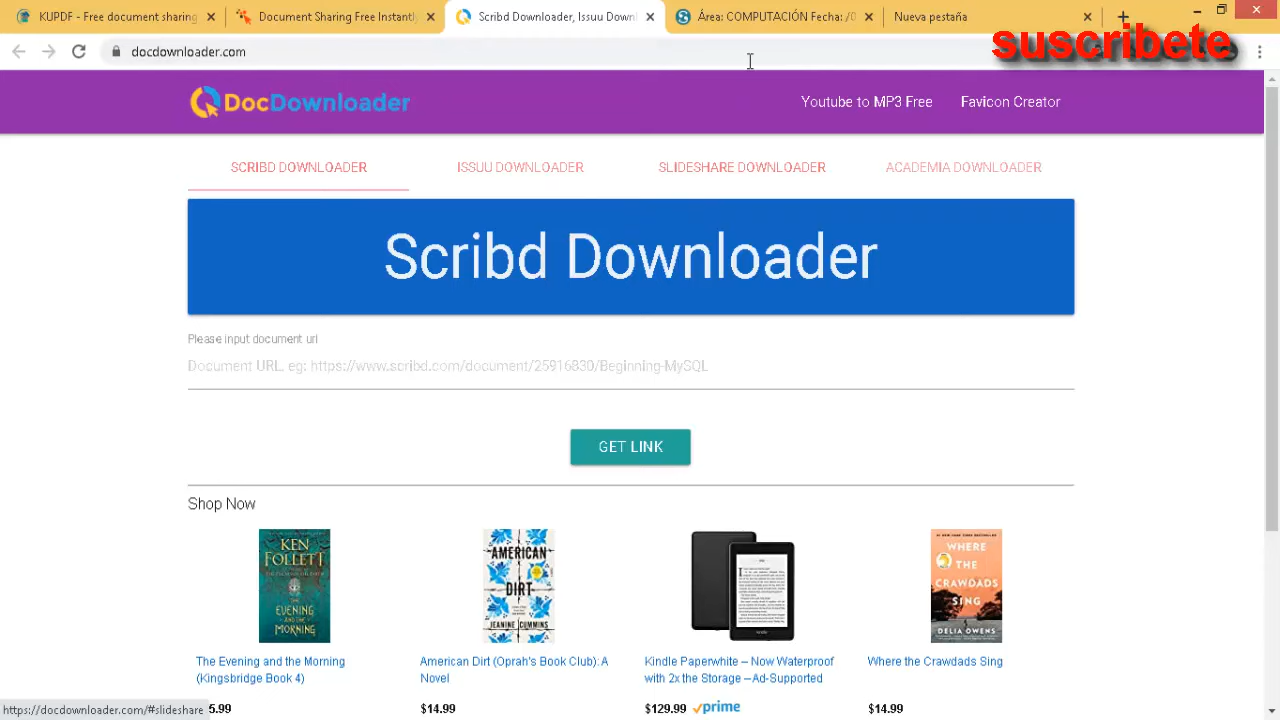 KUPDF - Free document sharing
Document Sharing Free Instantly
Scribd Downloader, Issuu Down
Área: COMPUTACIÓN Fecha: /0
Nueva pestaña
suscribete
docdownloader.com
DocDownloader
Youtube to MP3 Free
Favicon Creator
SCRIBD DOWNLOADER
ISSUU DOWNLOADER
SLIDESHARE DOWNLOADER
ACADEMIA DOWNLOADER
Scribd Downloader
Please input document url
Document URL, eg: https://www.scribd.com/document/25916830/Beginning-MySQL
GET LINK
Shop Now
KEN
FOLLETT
THE
EVENING
AND THE
MORNING
AMERICAN
DIRT
JEANINE CUMMINS
kindle
WHERE
THE
CRAWDADS
SING
DELIA OWENS
The Evening and the Morning
(Kingsbridge Book 4)
American Dirt (Oprah's Book Club): A
Novel
Kindle Paperwhite – Now Waterproof
with 2x the Storage –Ad-Supported
Where the Crawdads Sing
5.99
$14.99
$129.99 prime
$14.99
https://docdownloader.com/#slideshare